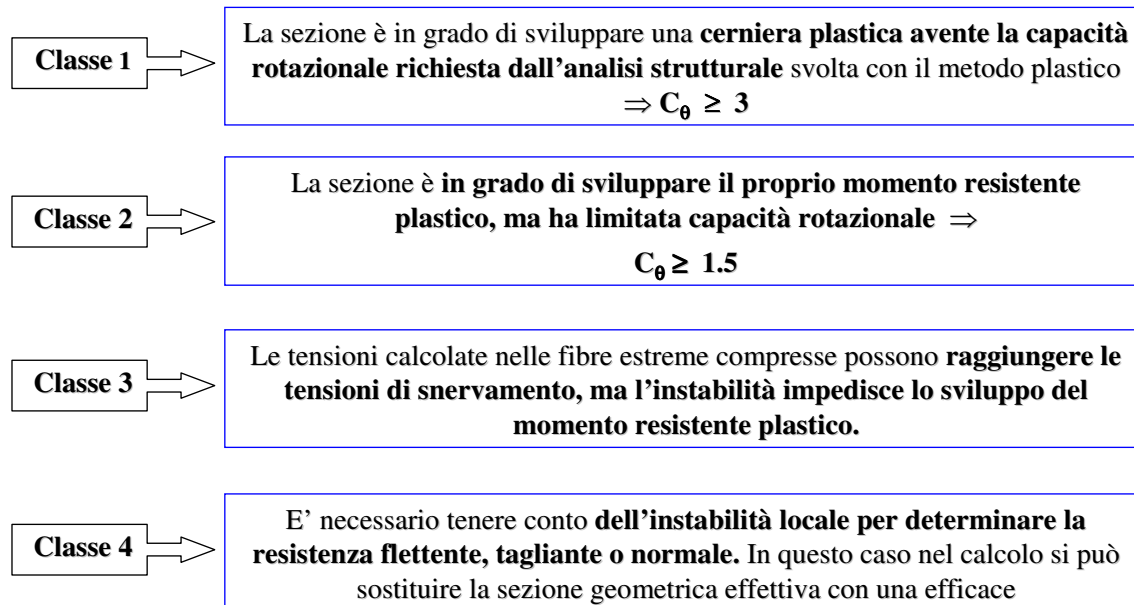 Classe 1
La sezione è in grado di sviluppare una cerniera plastica avente la capacità
rotazionale richiesta dall'analisi strutturale svolta con il metodo plastico
⇒ Cθ ≥ 3
Classe 2
La sezione è in grado di sviluppare il proprio momento resistente
plastico, ma ha limitata capacità rotazionale ⇒
Cθ ≥ 1.5
Classe 3
Le tensioni calcolate nelle fibre estreme compresse possono raggiungere le
tensioni di snervamento, ma l'instabilità impedisce lo sviluppo del
momento resistente plastico.
Classe 4
E' necessario tenere conto dell'instabilità locale per determinare la
resistenza flettente, tagliante o normale. In questo caso nel calcolo si può
sostituire la sezione geometrica effettiva con una efficace